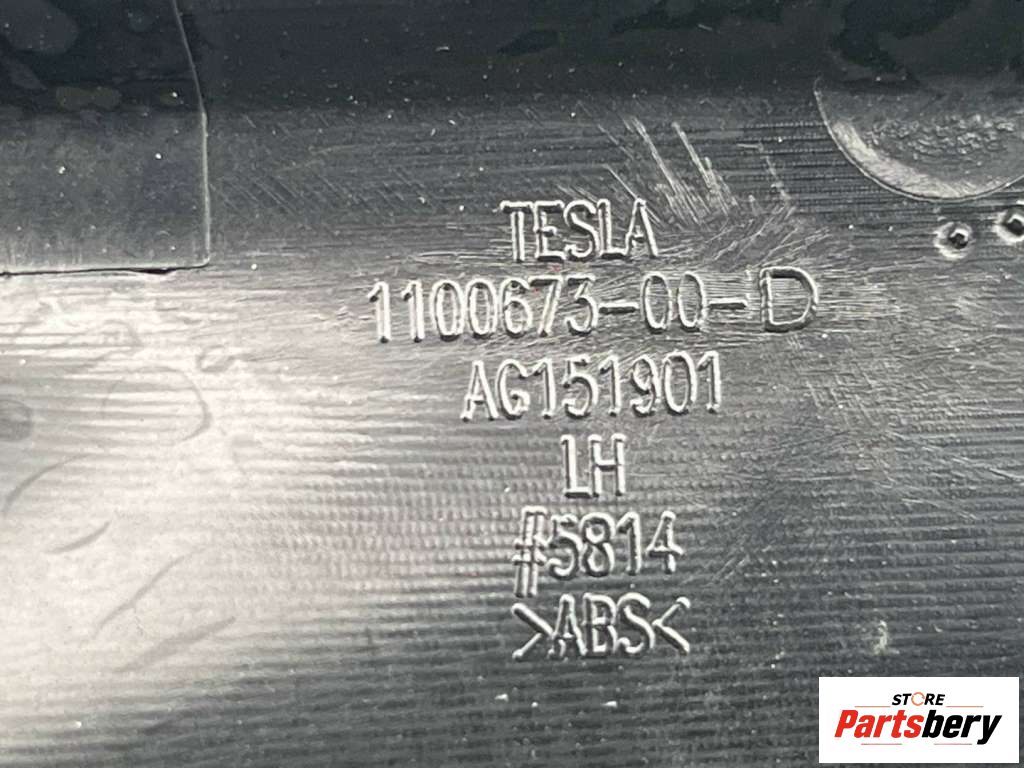 TESLA
1100673-00-D
AG151901
LH
#5814
>ABS<
STORE
Partsbery